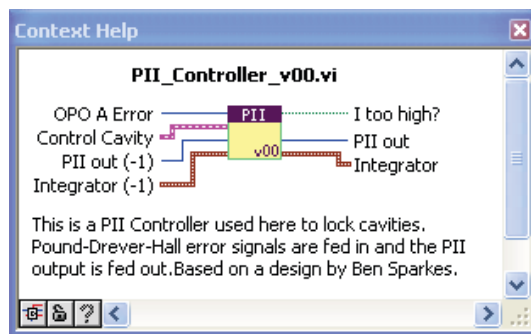 Context Help
PII_Controller_v00.vi
OPO A Error
Control Cavity
PII out (-1)
Integrator (-1)
PII
v00
I too high?
PII out
Integrator
This is a PII Controller used here to lock cavities.
Pound-Drever-Hall error signals are fed in and the PII
output is fed out.Based on a design by Ben Sparkes.
?